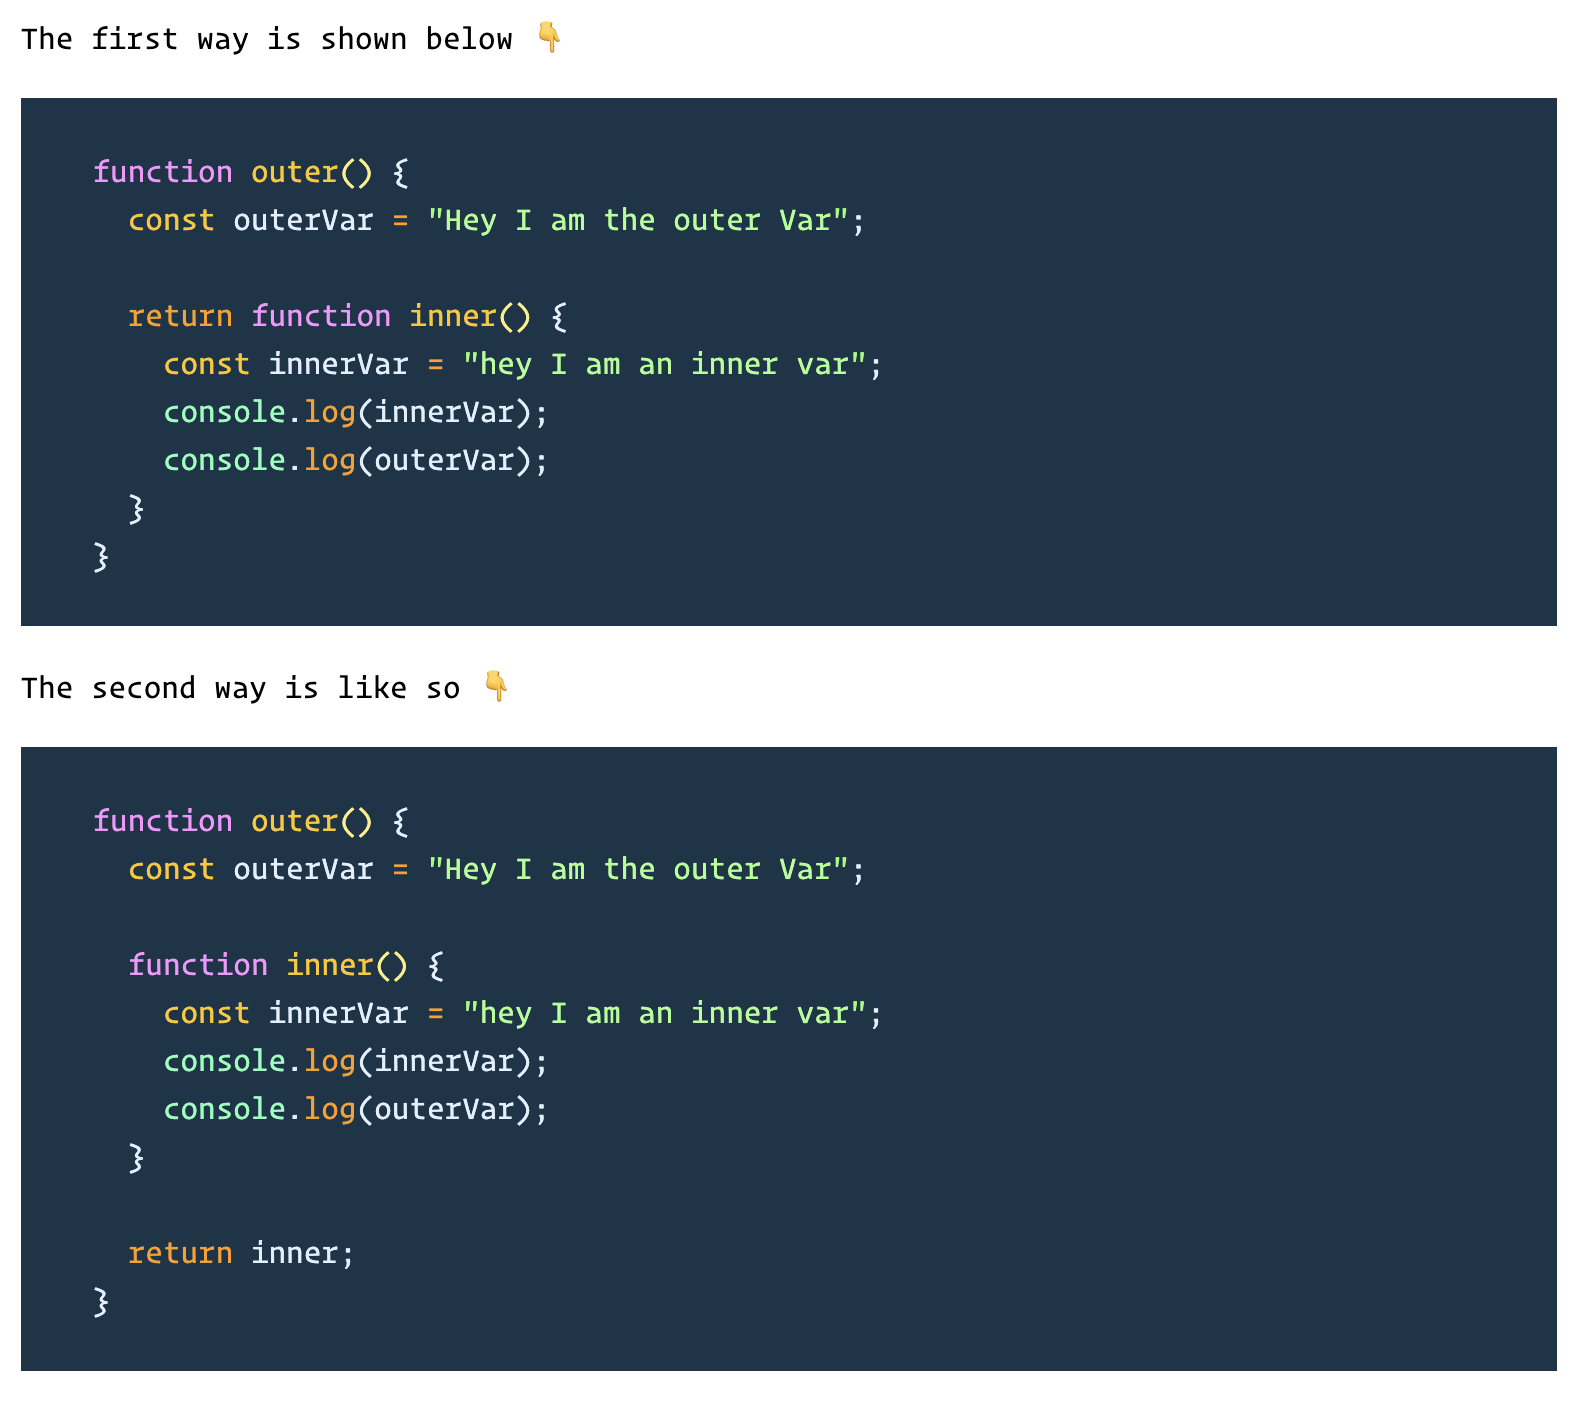 The first way is shown below 👇
function outer() {
  const outerVar = "Hey I am the outer Var";
  return function inner() {
    const innerVar = "hey I am an inner var";
    console.log(innerVar);
    console.log(outerVar);
  }
}
The second way is like so 👇
function outer() {
  const outerVar = "Hey I am the outer Var";
  function inner() {
    const innerVar = "hey I am an inner var";
    console.log(innerVar);
    console.log(outerVar);
  }
  return inner;
}